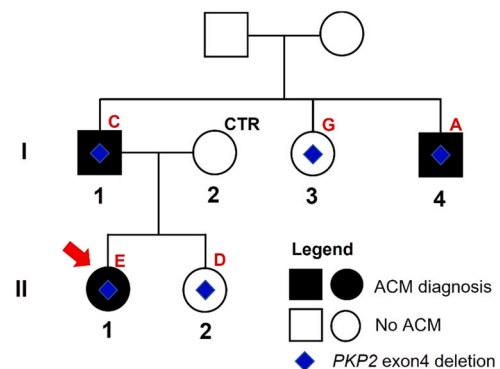 C
CTR
G
A
I
1
2
3
4
E
D
II
1
2
Legend
ACM diagnosis
No ACM
PKP2 exon4 deletion